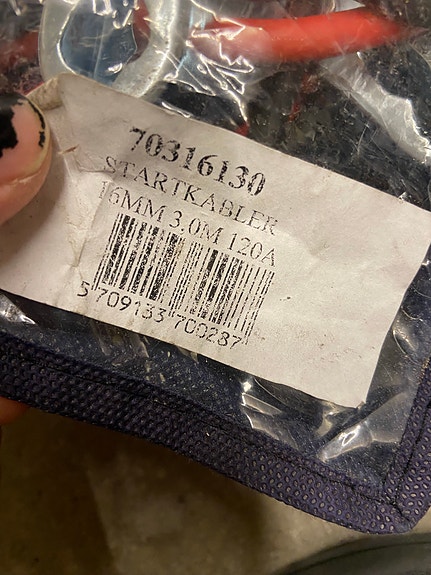 70316130
STARTKABLER
16MM 3.0M 120A
5 709133 700287